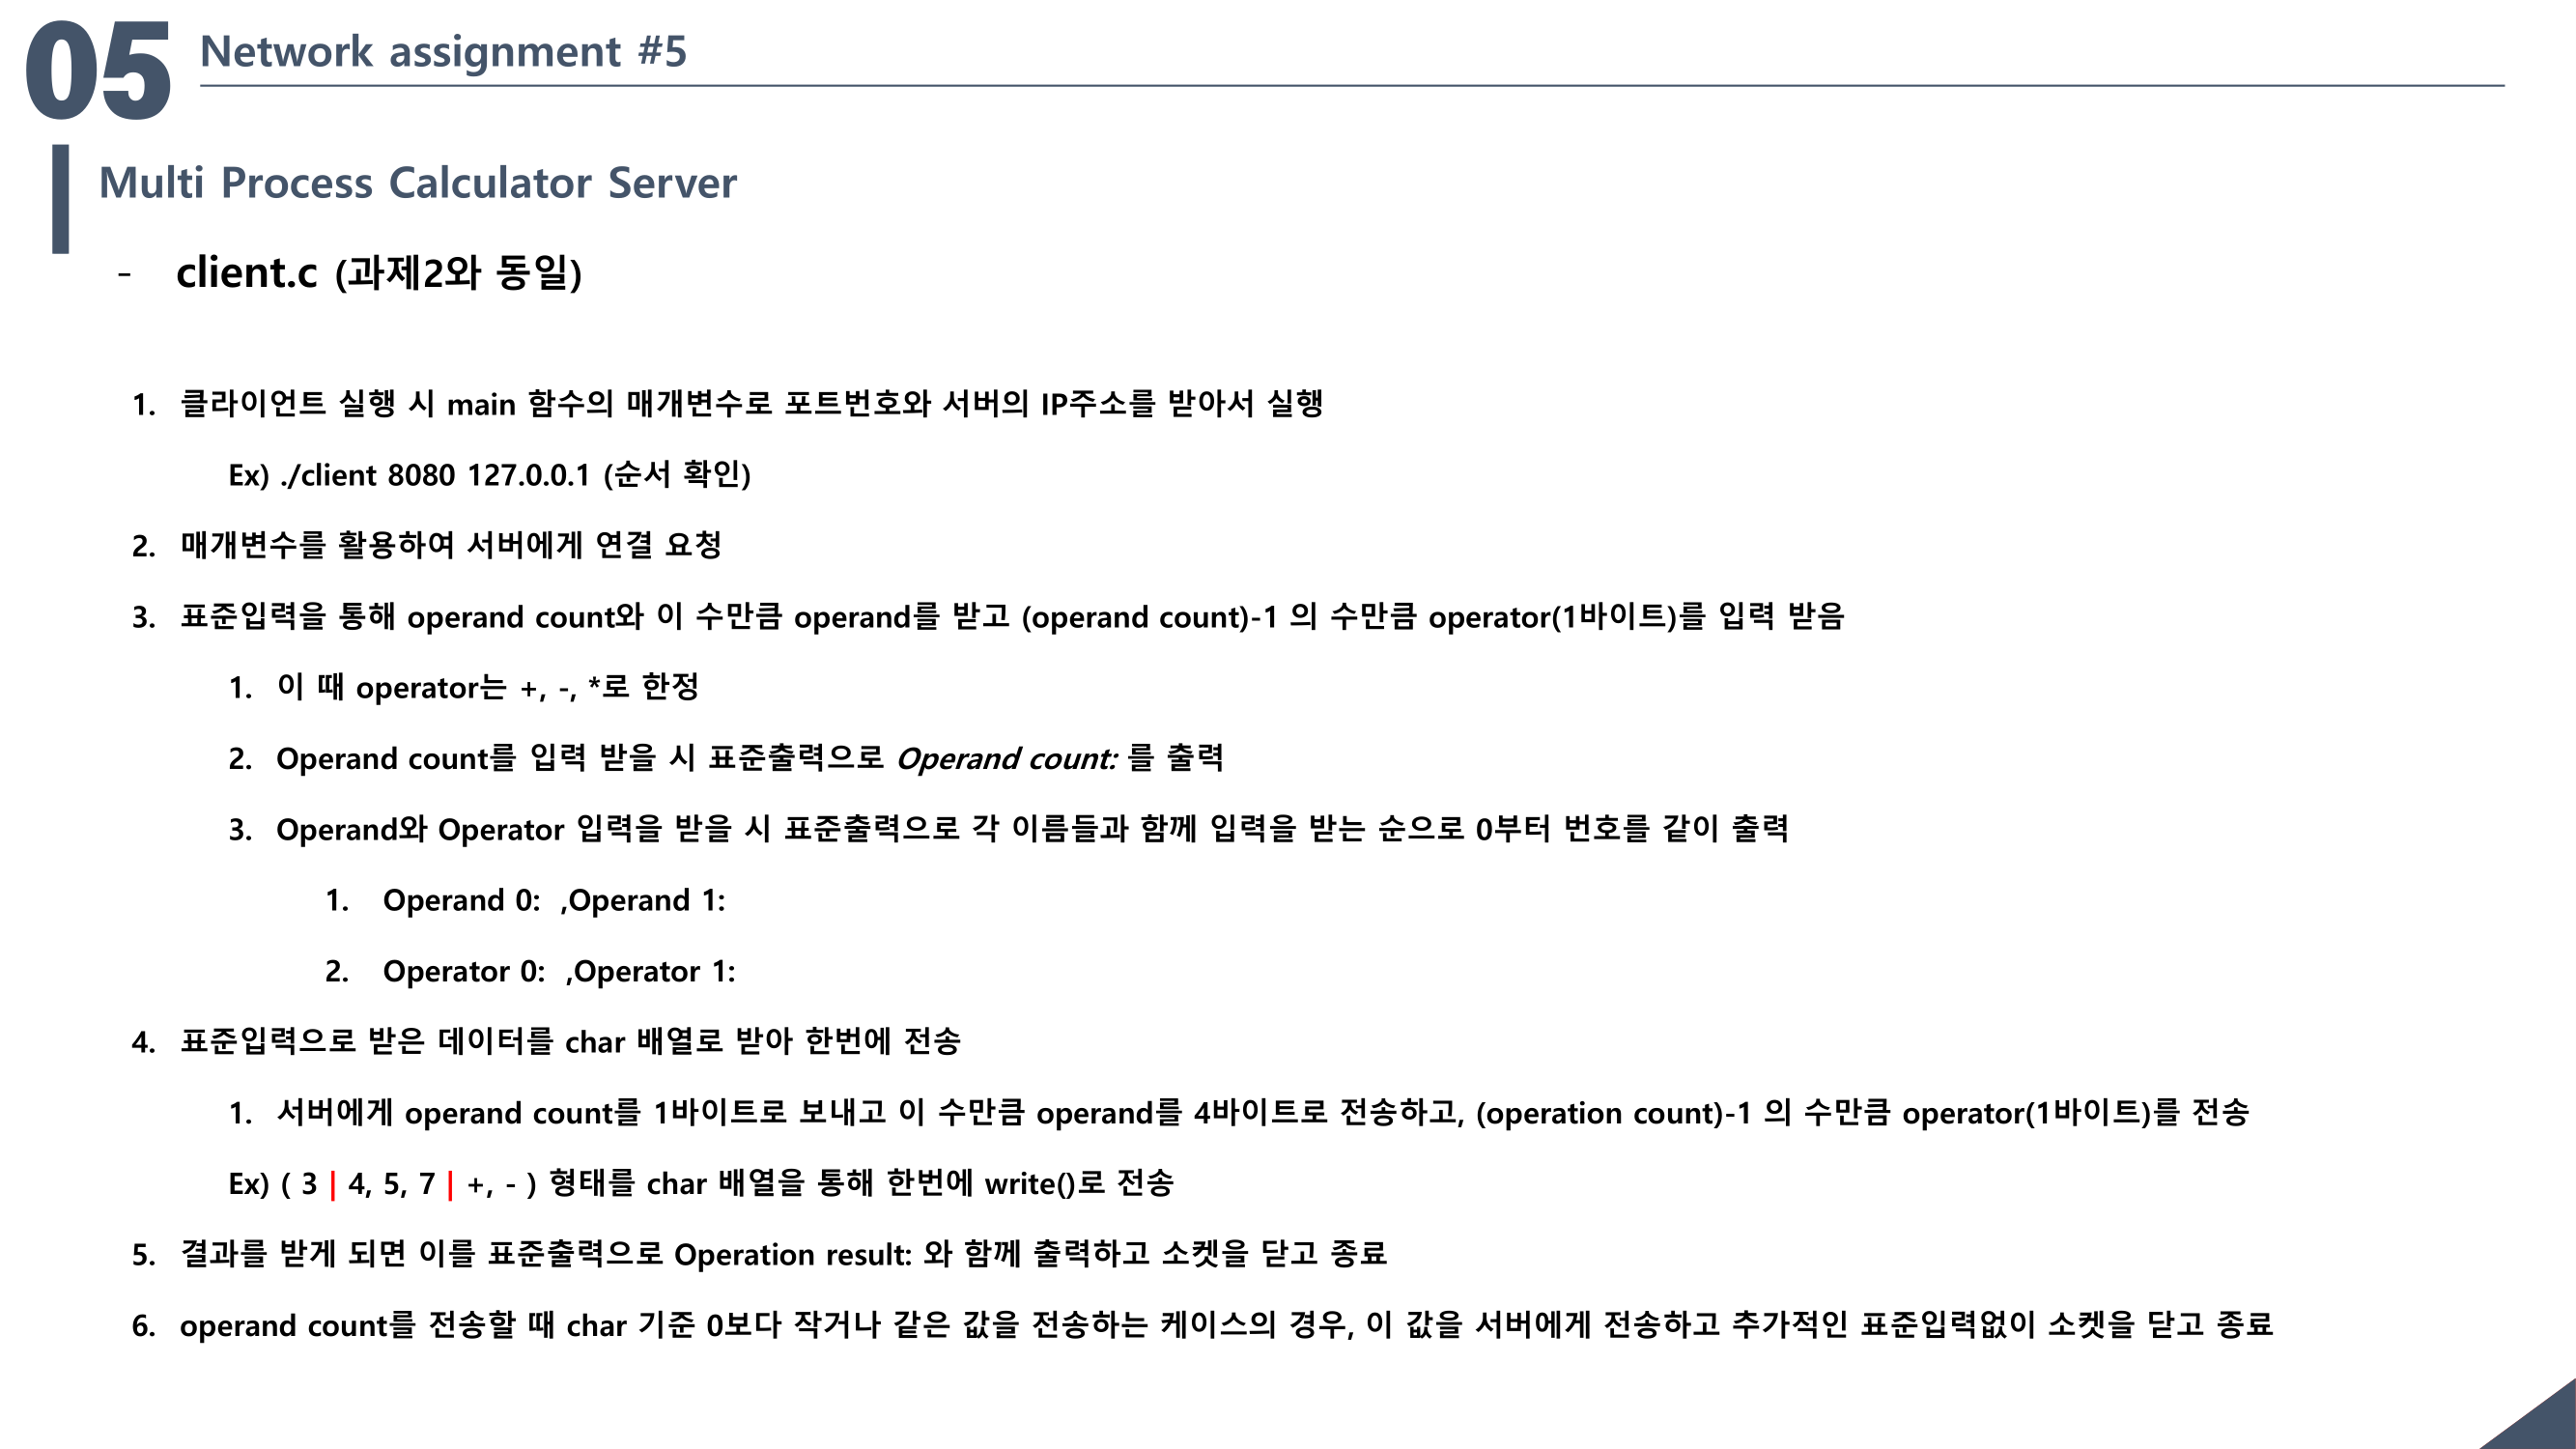 05
Network assignment #5
Multi Process Calculator Server
- client.c (과제2와 동일)
1. 클라이언트 실행 시 main 함수의 매개변수로 포트번호와 서버의 IP주소를 받아서 실행
Ex) ./client 8080 127.0.0.1 (순서 확인)
2. 매개변수를 활용하여 서버에게 연결 요청
3. 표준입력을 통해 operand count와 이 수만큼 operand를 받고 (operand count)-1 의 수만큼 operator(1바이트)를 입력 받음
1. 이 때 operator는 +, -, *로 한정
2. Operand count를 입력 받을 시 표준출력으로 Operand count: 를 출력
3. Operand와 Operator 입력을 받을 시 표준출력으로 각 이름들과 함께 입력을 받는 순으로 0부터 번호를 같이 출력
1. Operand 0:  ,Operand 1:
2. Operator 0:  ,Operator 1:
4. 표준입력으로 받은 데이터를 char 배열로 받아 한번에 전송
1. 서버에게 operand count를 1바이트로 보내고 이 수만큼 operand를 4바이트로 전송하고, (operation count)-1 의 수만큼 operator(1바이트)를 전송
Ex) ( 3 | 4, 5, 7 | +, - ) 형태를 char 배열을 통해 한번에 write()로 전송
5. 결과를 받게 되면 이를 표준출력으로 Operation result: 와 함께 출력하고 소켓을 닫고 종료
6. operand count를 전송할 때 char 기준 0보다 작거나 같은 값을 전송하는 케이스의 경우, 이 값을 서버에게 전송하고 추가적인 표준입력없이 소켓을 닫고 종료